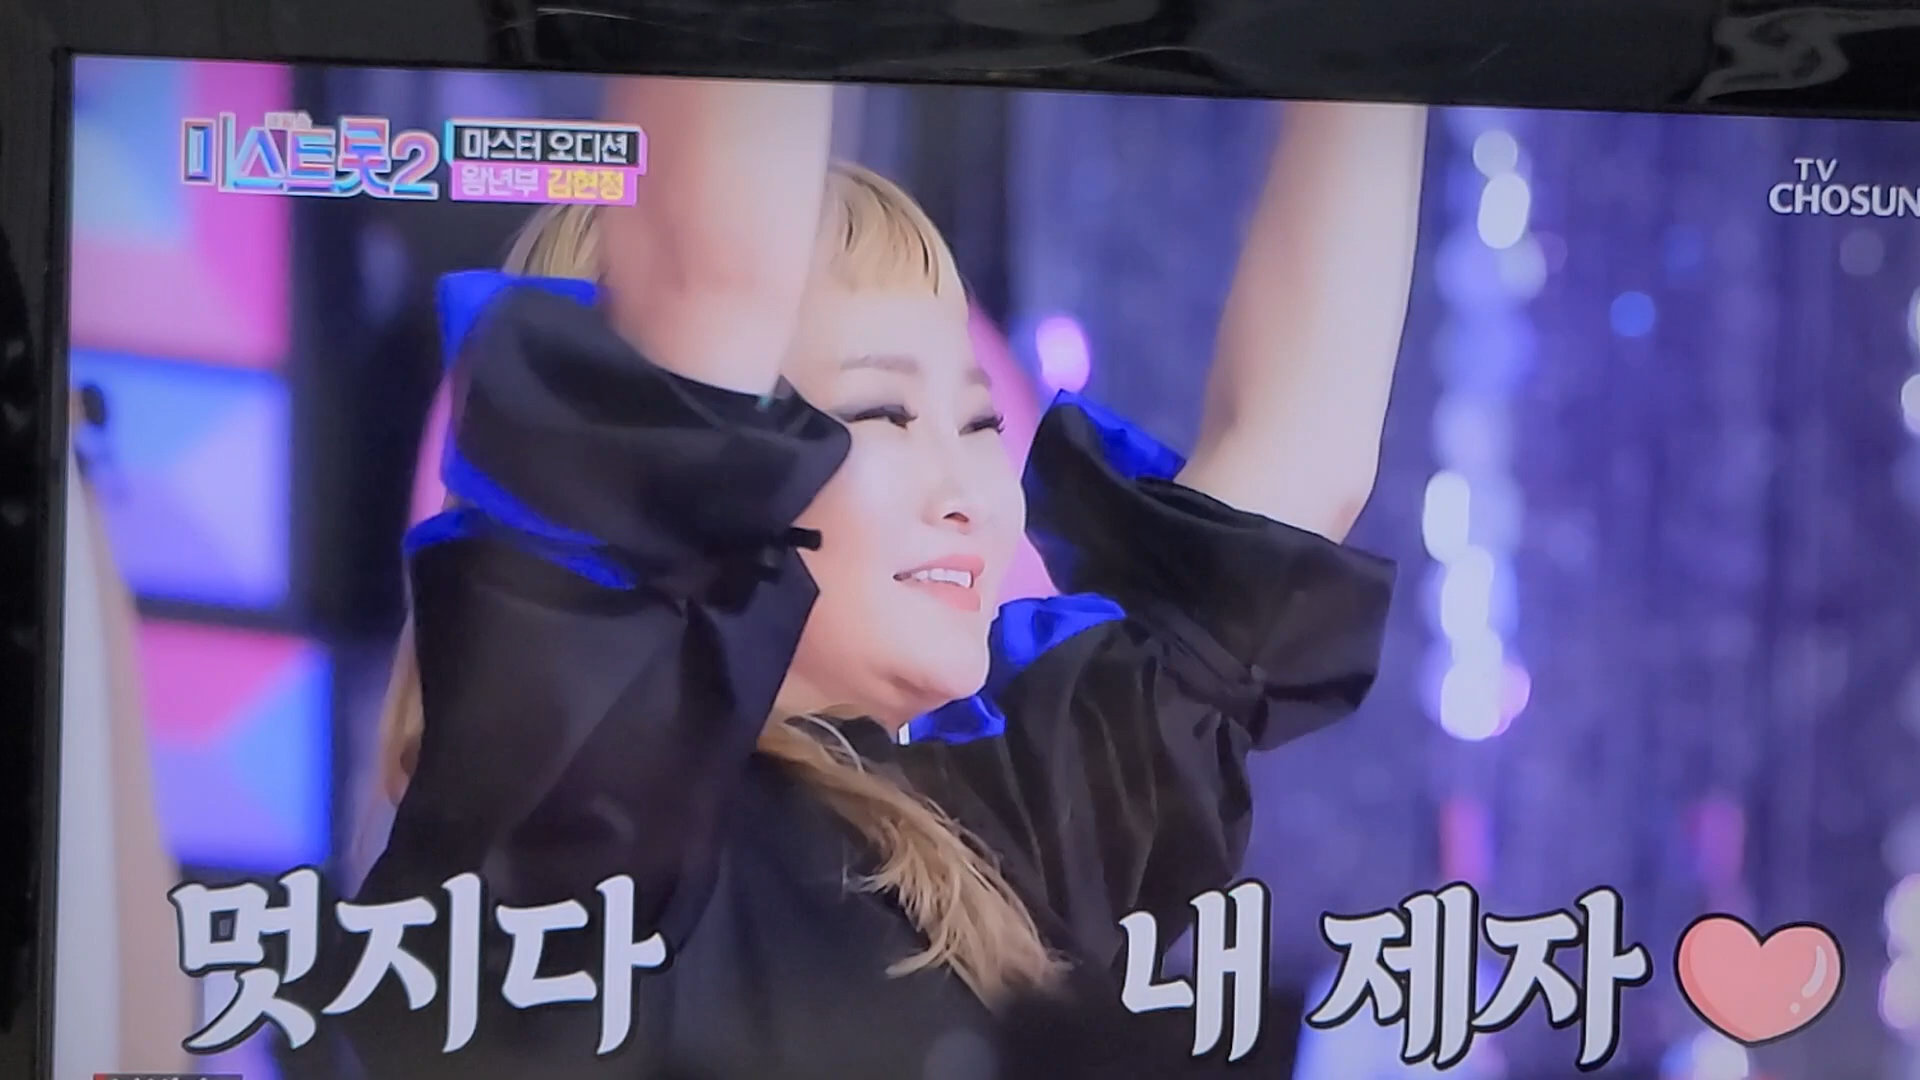 미스트롯2
마스터 오디션
왕년부 김현정
TV
CHOSUN
멋지다 내 제자